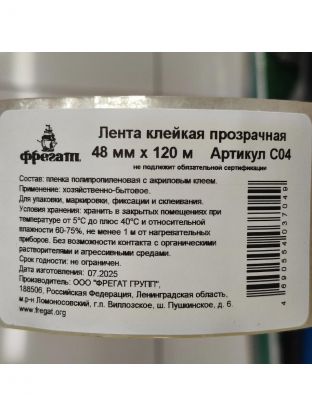 фрегат
Лента клейкая прозрачная
48 мм х 120 м Артикул С04
не подлежит обязательной сертификации
Состав: пленка полипропиленовая с акриловым клеем.
Применение: хозяйственно-бытовое.
Для упаковки, маркировки, фиксации и склеивания.
Условия хранения: хранить в закрытых помещениях при
температуре от 5°С до плюс 40°С и относительной
влажности 60-75%, не менее 1 м от нагревательных
приборов. Без возможности контакта с органическими
растворителями и агрессивными средами.
Срок годности: не ограничен.
Дата изготовления: 07.2025
Производитель: ООО "ФРЕГАТ ГРУПП",
188506, Российская Федерация, Ленинградская область,
м.р-н Ломоносовский, г.п. Виллозское, ш. Пушкинское, д. 6.
www.fregat.org